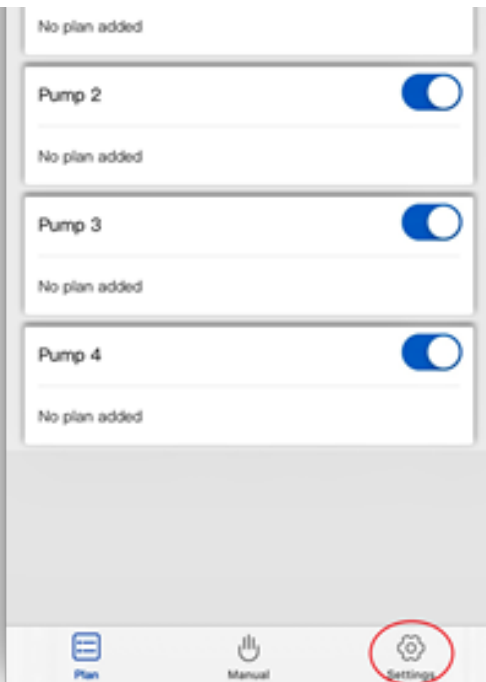 No plan added
Pump 2
No plan added
Pump 3
No plan added
Pump 4
No plan added
Plan
Manual
Settings